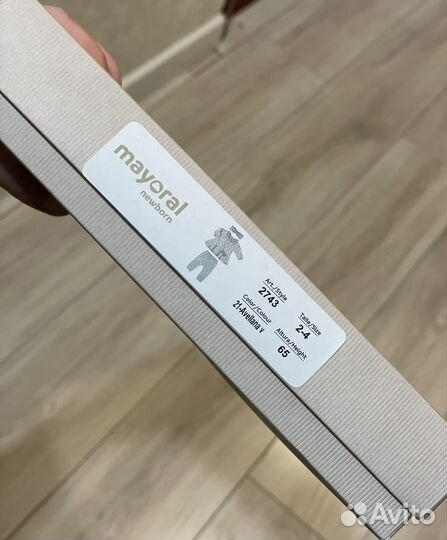 mayoral
newborn
Art./Style
2743
Talla/Size
2-4
Color/Colour
21-Avellana v
Altura/Height
65
Avito